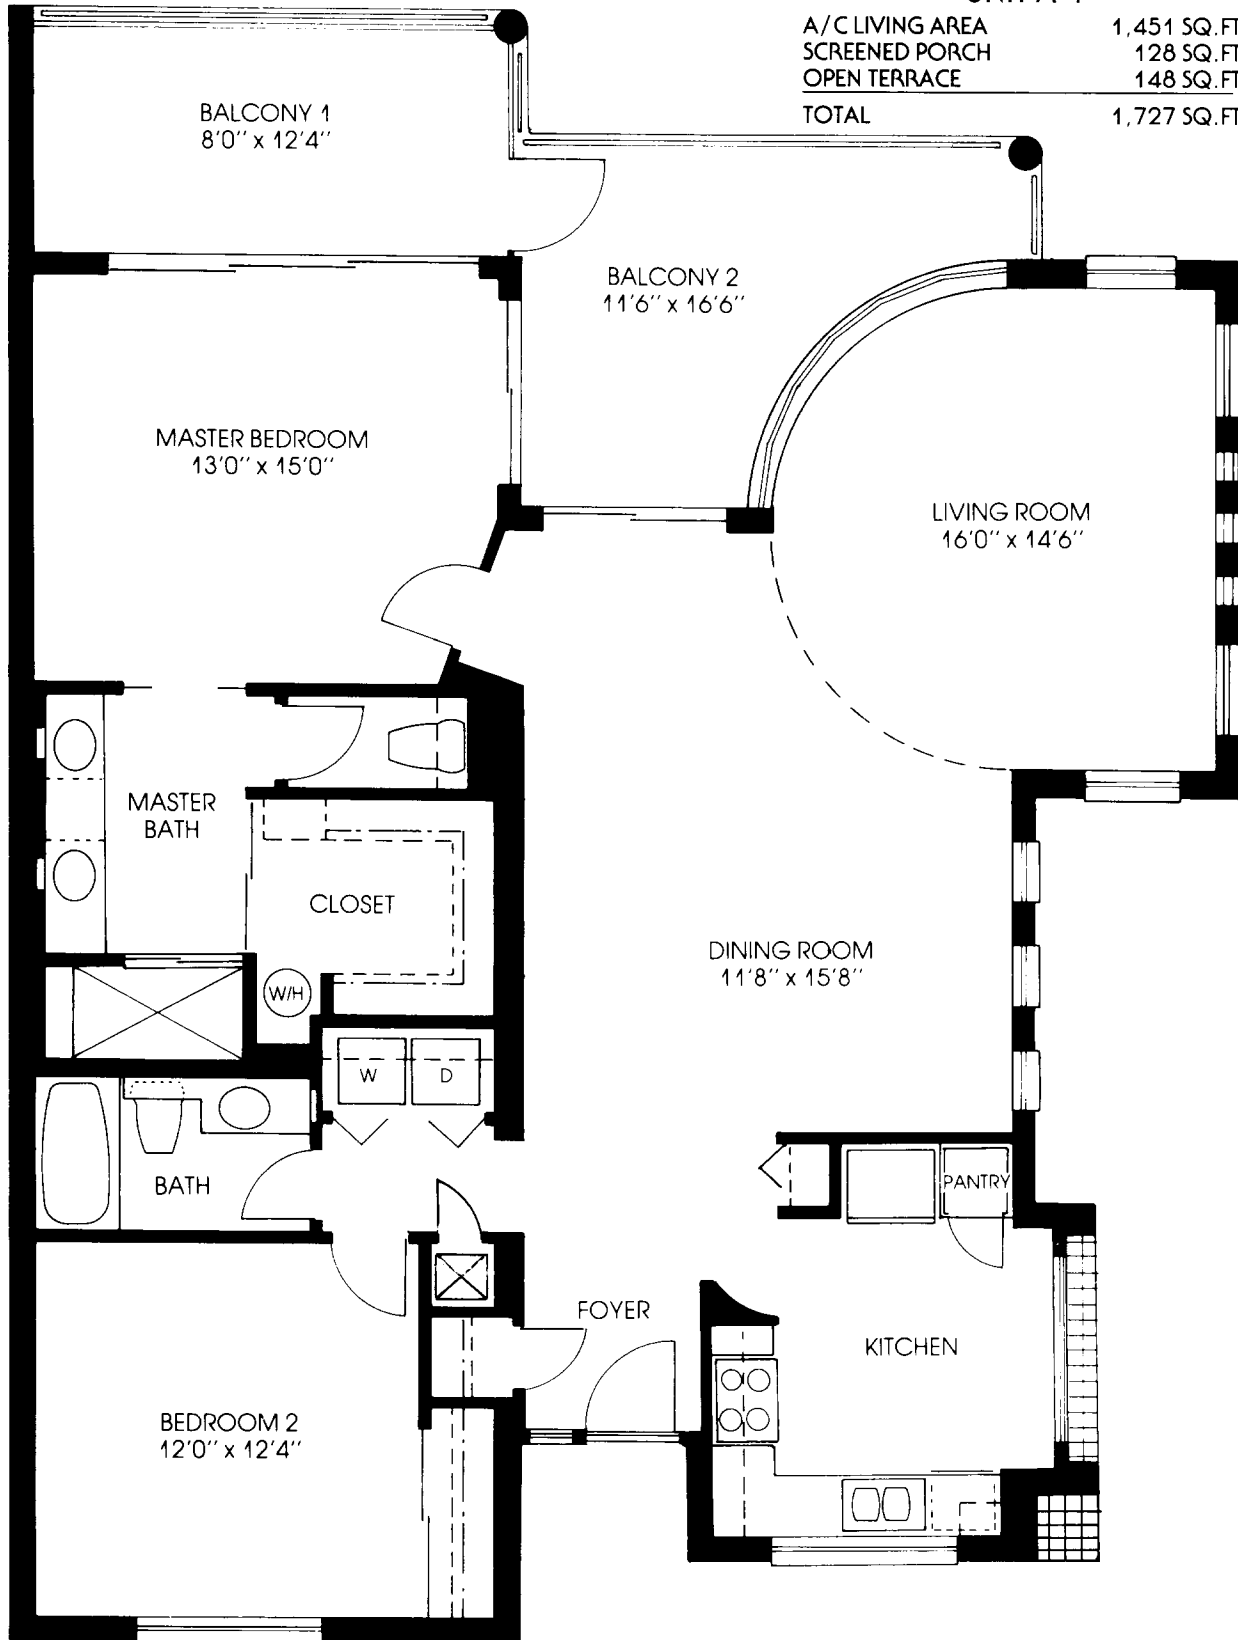 A/C LIVING AREA 1,451 SQ.FT
SCREENED PORCH 128 SQ.FT
OPEN TERRACE 148 SQ.FT
TOTAL 1,727 SQ.FT
BALCONY 1
8'0" x 12'4"
BALCONY 2
11'6" x 16'6"
MASTER BEDROOM
13'0" x 15'0"
LIVING ROOM
16'0" x 14'6"
MASTER
BATH
CLOSET
DINING ROOM
11'8" x 15'8"
W/H
W
D
BATH
PANTRY
FOYER
KITCHEN
BEDROOM 2
12'0" x 12'4"